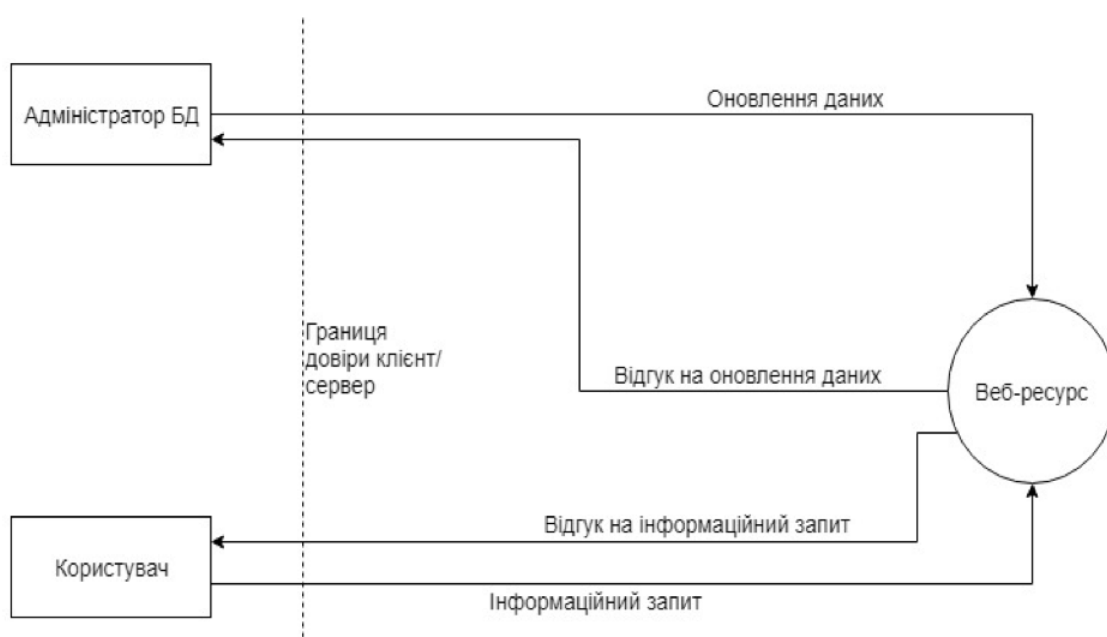 Оновлення даних
Адміністратор БД
Границя
довіри клієнт/
сервер
Відгук на оновлення даних
Веб-ресурс
Відгук на інформаційний запит
Користувач
Інформаційний запит